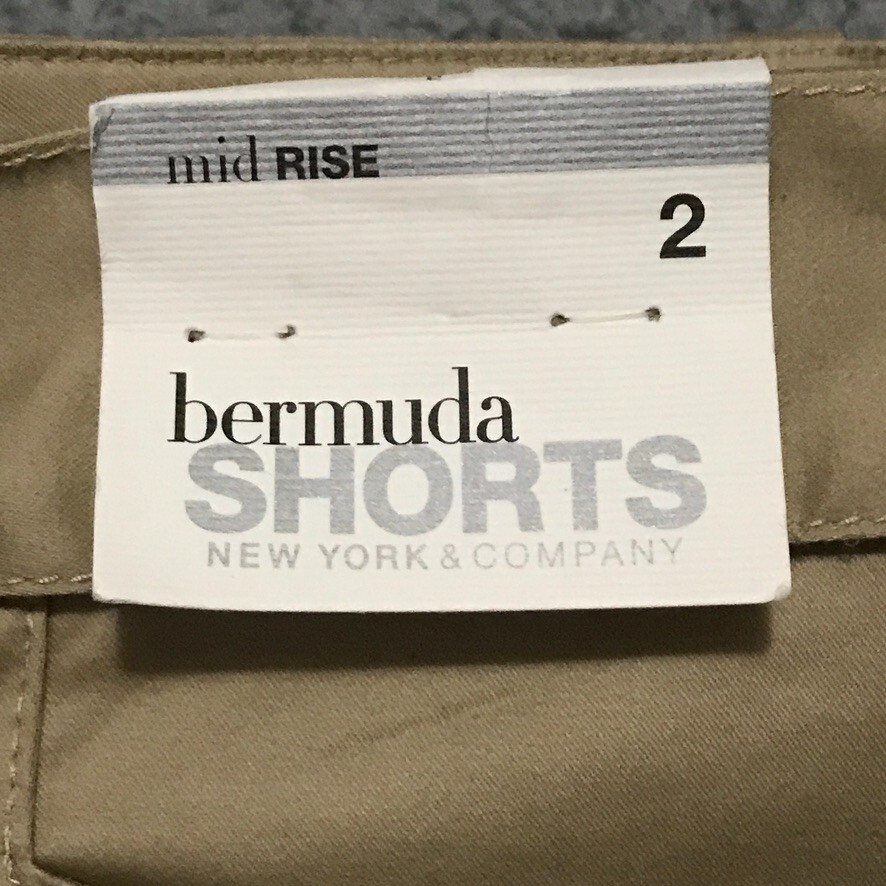 mid RISE
2
bermuda
SHORTS
NEW YORK & COMPANY